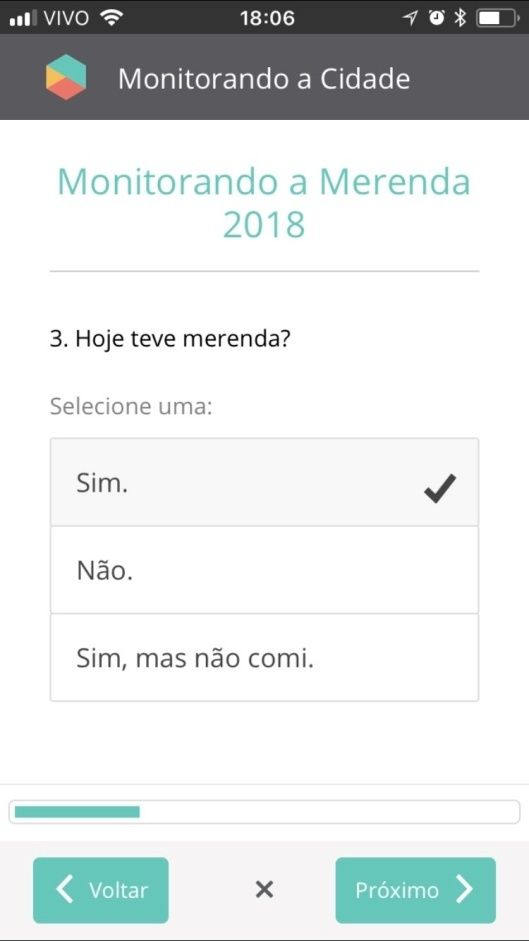 VIVO 18:06
Monitorando a Cidade
Monitorando a Merenda
2018
3. Hoje teve merenda?
Selecione uma:
Sim.
Não.
Sim, mas não comi.
Voltar Próximo